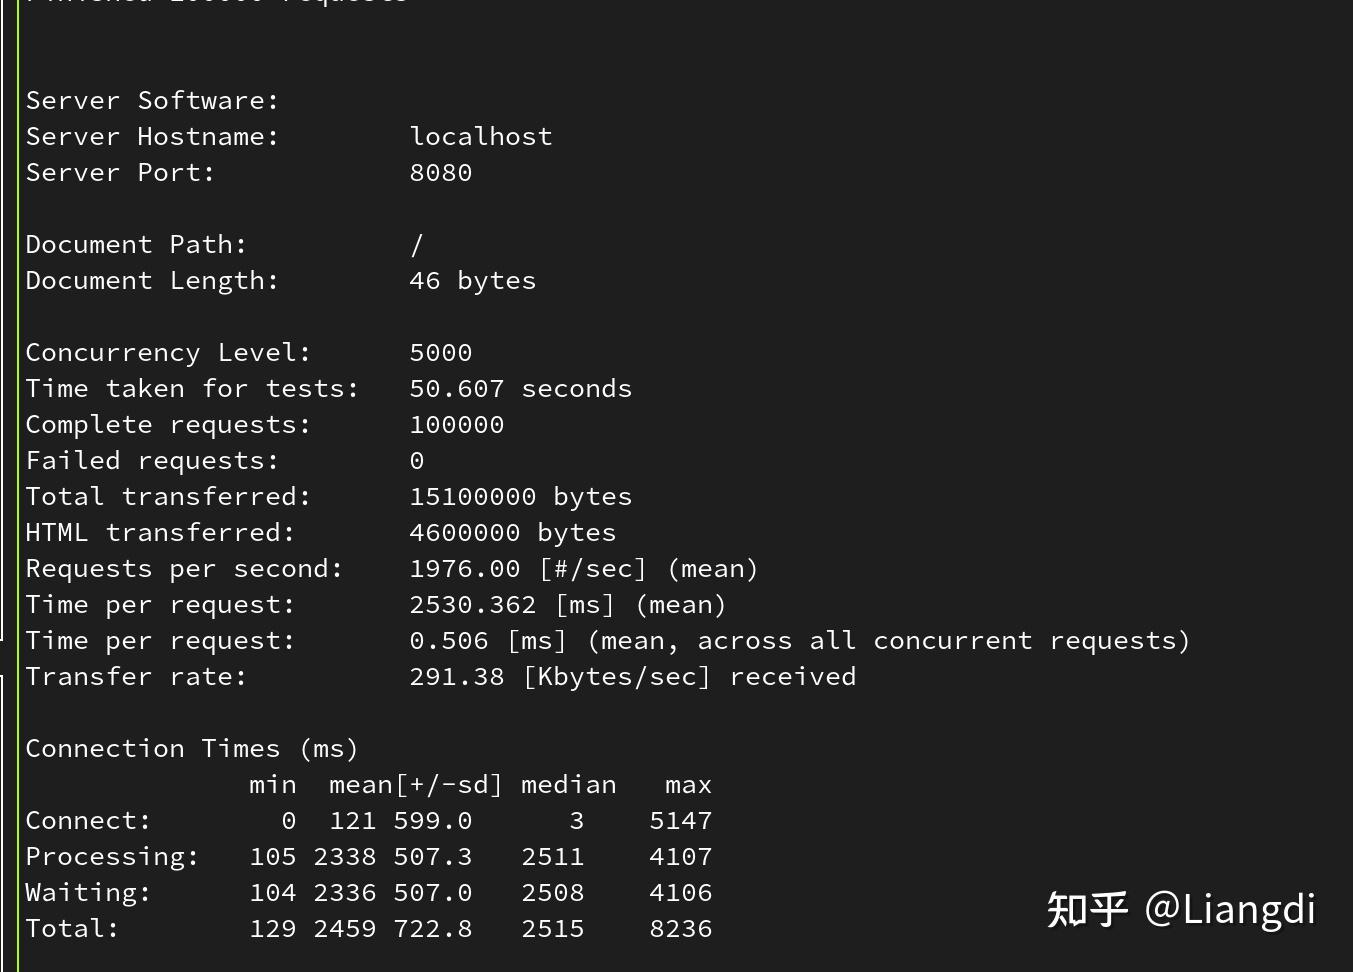 Server Software:
Server Hostname:        localhost
Server Port:            8080
Document Path:          /
Document Length:        46 bytes
Concurrency Level:      5000
Time taken for tests:   50.607 seconds
Complete requests:      100000
Failed requests:        0
Total transferred:      15100000 bytes
HTML transferred:       4600000 bytes
Requests per second:    1976.00 [#/sec] (mean)
Time per request:       2530.362 [ms] (mean)
Time per request:       0.506 [ms] (mean, across all concurrent requests)
Transfer rate:          291.38 [Kbytes/sec] received
Connection Times (ms)
              min  mean[+/-sd] median   max
Connect:        0  121 599.0      3    5147
Processing:   105 2338 507.3   2511    4107
Waiting:      104 2336 507.0   2508    4106
Total:        129 2459 722.8   2515    8236
知乎 @Liangdi